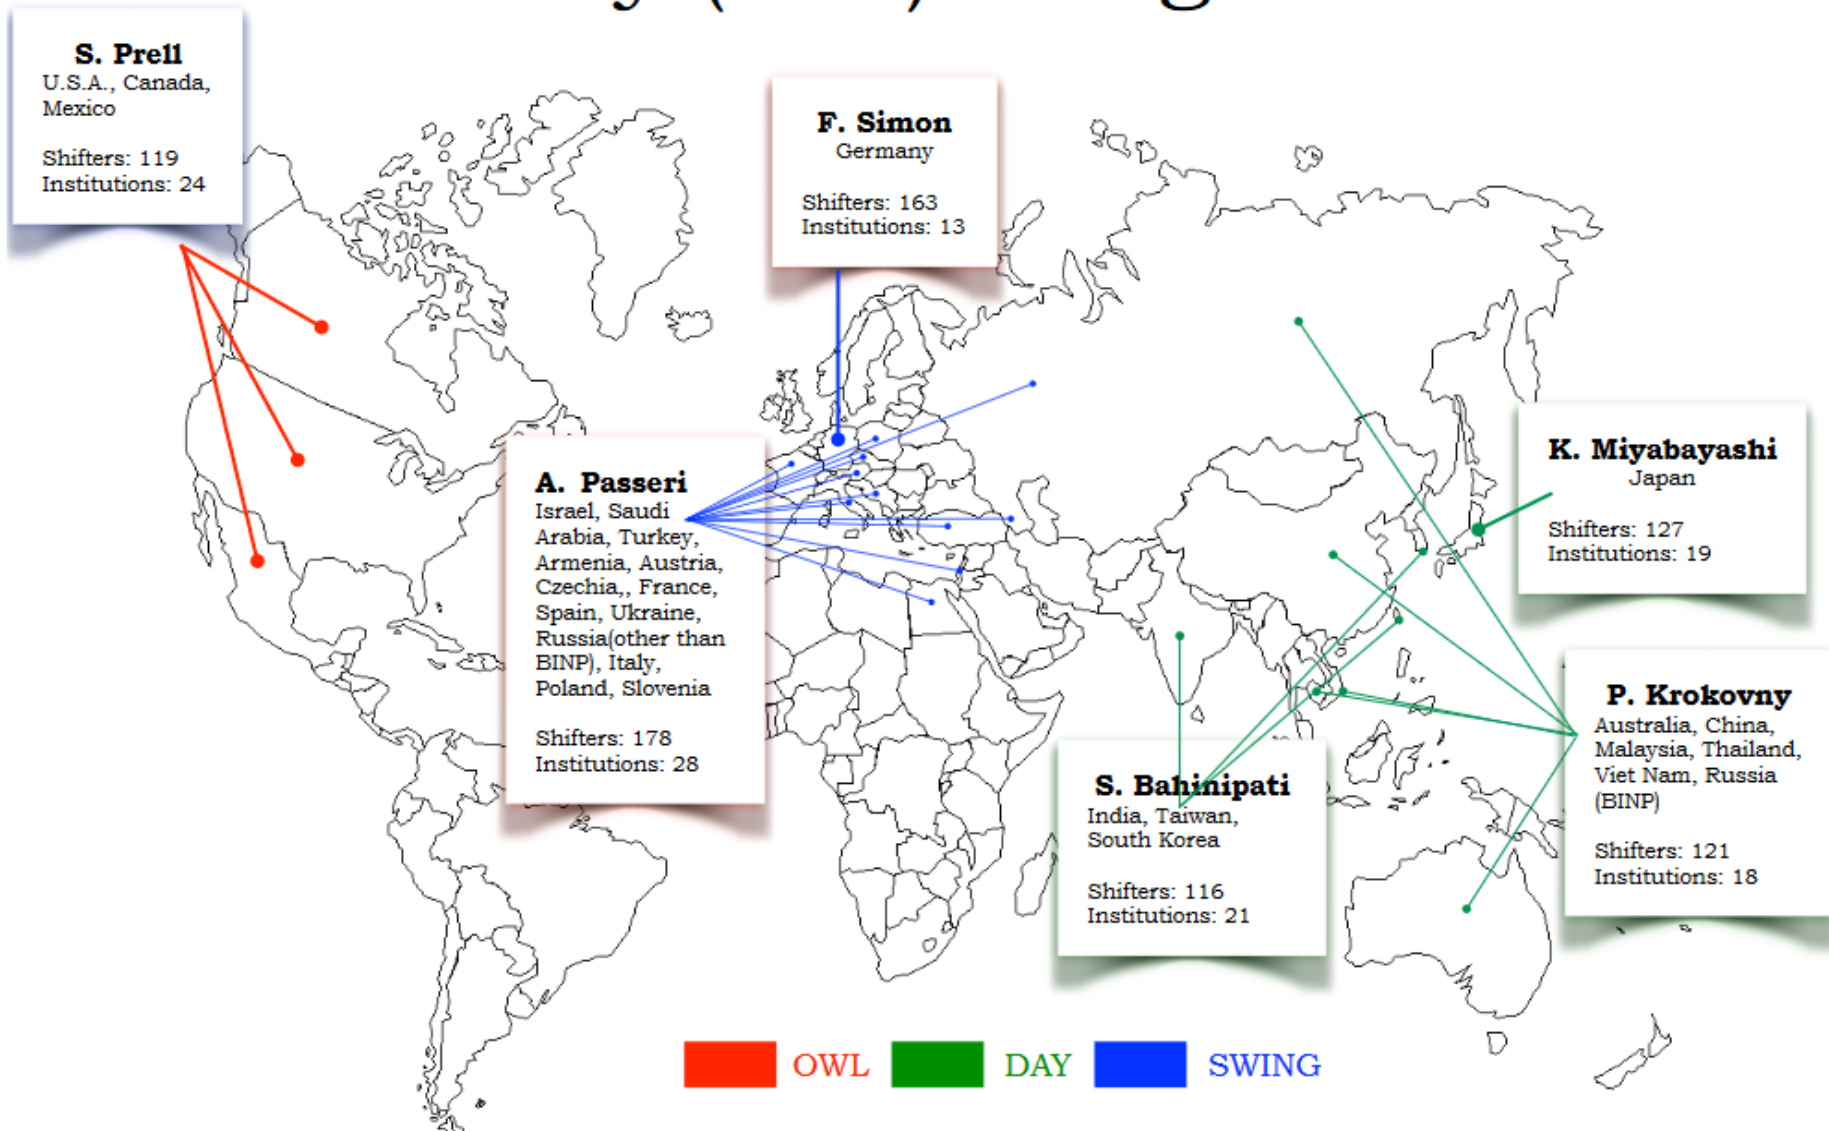 S. Prell
U.S.A., Canada,
Mexico
Shifters: 119
Institutions: 24
F. Simon
Germany
Shifters: 163
Institutions: 13
A. Passeri
Israel, Saudi
Arabia, Turkey,
Armenia, Austria,
Czechia,, France,
Spain, Ukraine,
Russia(other than
BINP), Italy,
Poland, Slovenia
Shifters: 178
Institutions: 28
K. Miyabayashi
Japan
Shifters: 127
Institutions: 19
P. Krokovny
Australia, China,
Malaysia, Thailand,
Viet Nam, Russia
(BINP)
Shifters: 121
Institutions: 18
S. Bahinipati
India, Taiwan,
South Korea
Shifters: 116
Institutions: 21
OWL DAY SWING